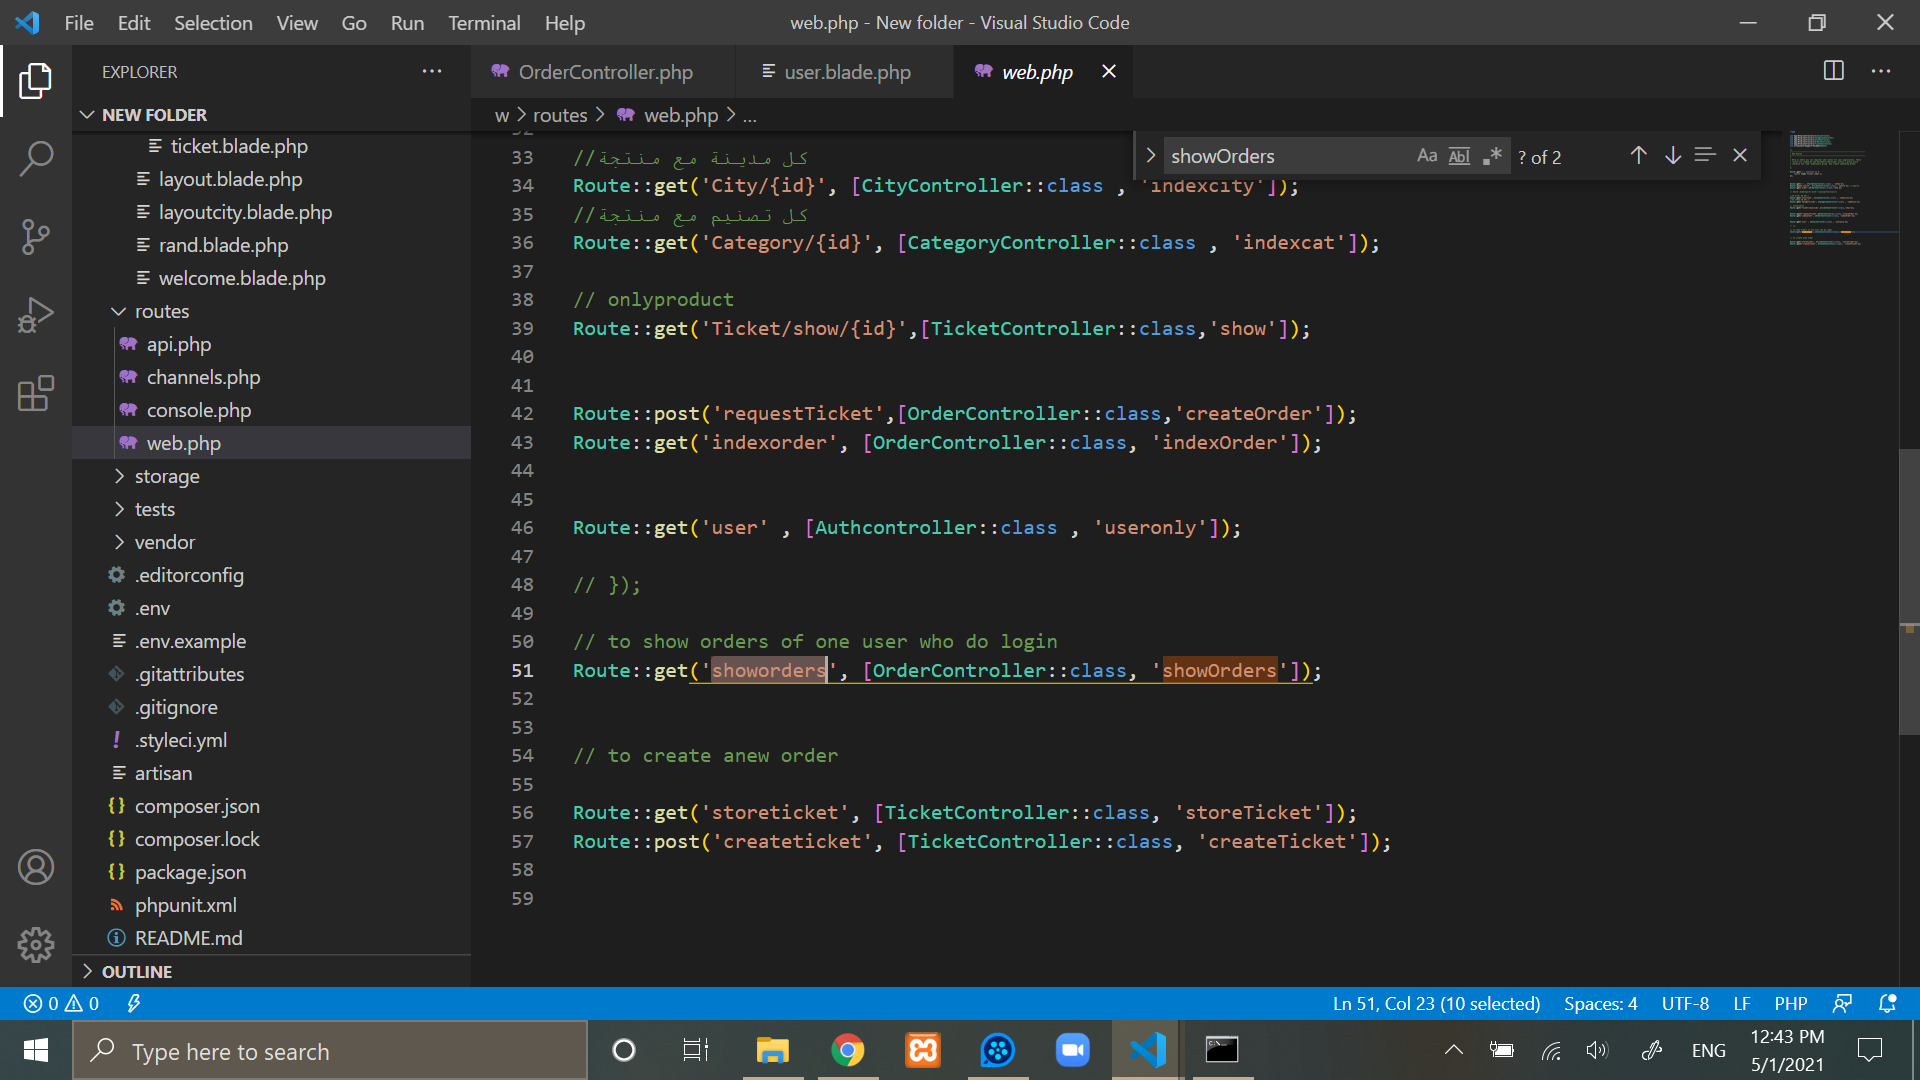 File Edit Selection View Go Run Terminal Help
web.php - New folder - Visual Studio Code
EXPLORER
NEW FOLDER
ticket.blade.php
layout.blade.php
layoutcity.blade.php
rand.blade.php
welcome.blade.php
routes
api.php
channels.php
console.php
web.php
storage
tests
vendor
.editorconfig
.env
.env.example
.gitattributes
.gitignore
.styleci.yml
artisan
composer.json
composer.lock
package.json
phpunit.xml
README.md
OUTLINE
OrderController.php user.blade.php web.php
w > routes > web.php > ...
showOrders Aa Abl .* ? of 2
33 //كل مدينة مع منتجة
34 Route::get('City/{id}', [CityController::class , 'indexcity']);
35 //كل تصنيم مع منتجة
36 Route::get('Category/{id}', [CategoryController::class , 'indexcat']);
37
38 // onlyproduct
39 Route::get('Ticket/show/{id}',[TicketController::class,'show']);
40
41
42 Route::post('requestTicket',[OrderController::class,'createOrder']);
43 Route::get('indexorder', [OrderController::class, 'indexOrder']);
44
45
46 Route::get('user' , [Authcontroller::class , 'useronly']);
47
48 // });
49
50 // to show orders of one user who do login
51 Route::get('showorders', [OrderController::class, 'showOrders']);
52
53
54 // to create anew order
55
56 Route::get('storeticket', [TicketController::class, 'storeTicket']);
57 Route::post('createticket', [TicketController::class, 'createTicket']);
58
59
0 0 Ln 51, Col 23 (10 selected) Spaces: 4 UTF-8 LF PHP
Type here to search
ENG
12:43 PM
5/1/2021